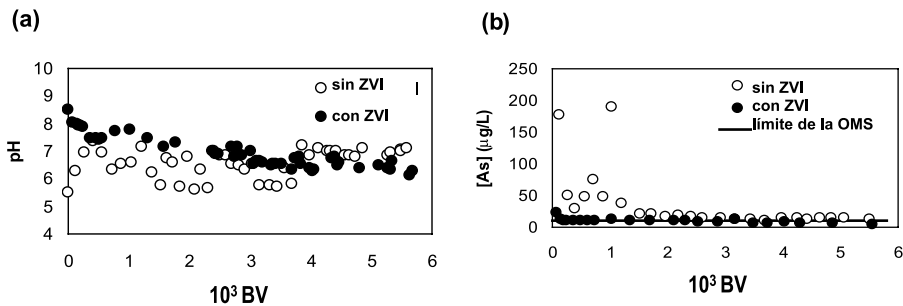 (a)
10
9
8
7
6
5
4
pH
0
1
2
3
4
5
6
10³ BV
sin ZVI
con ZVI
(b)
250
200
150
100
50
0
[As] (µg/L)
0
1
2
3
4
5
6
10³ BV
sin ZVI
con ZVI
límite de la OMS